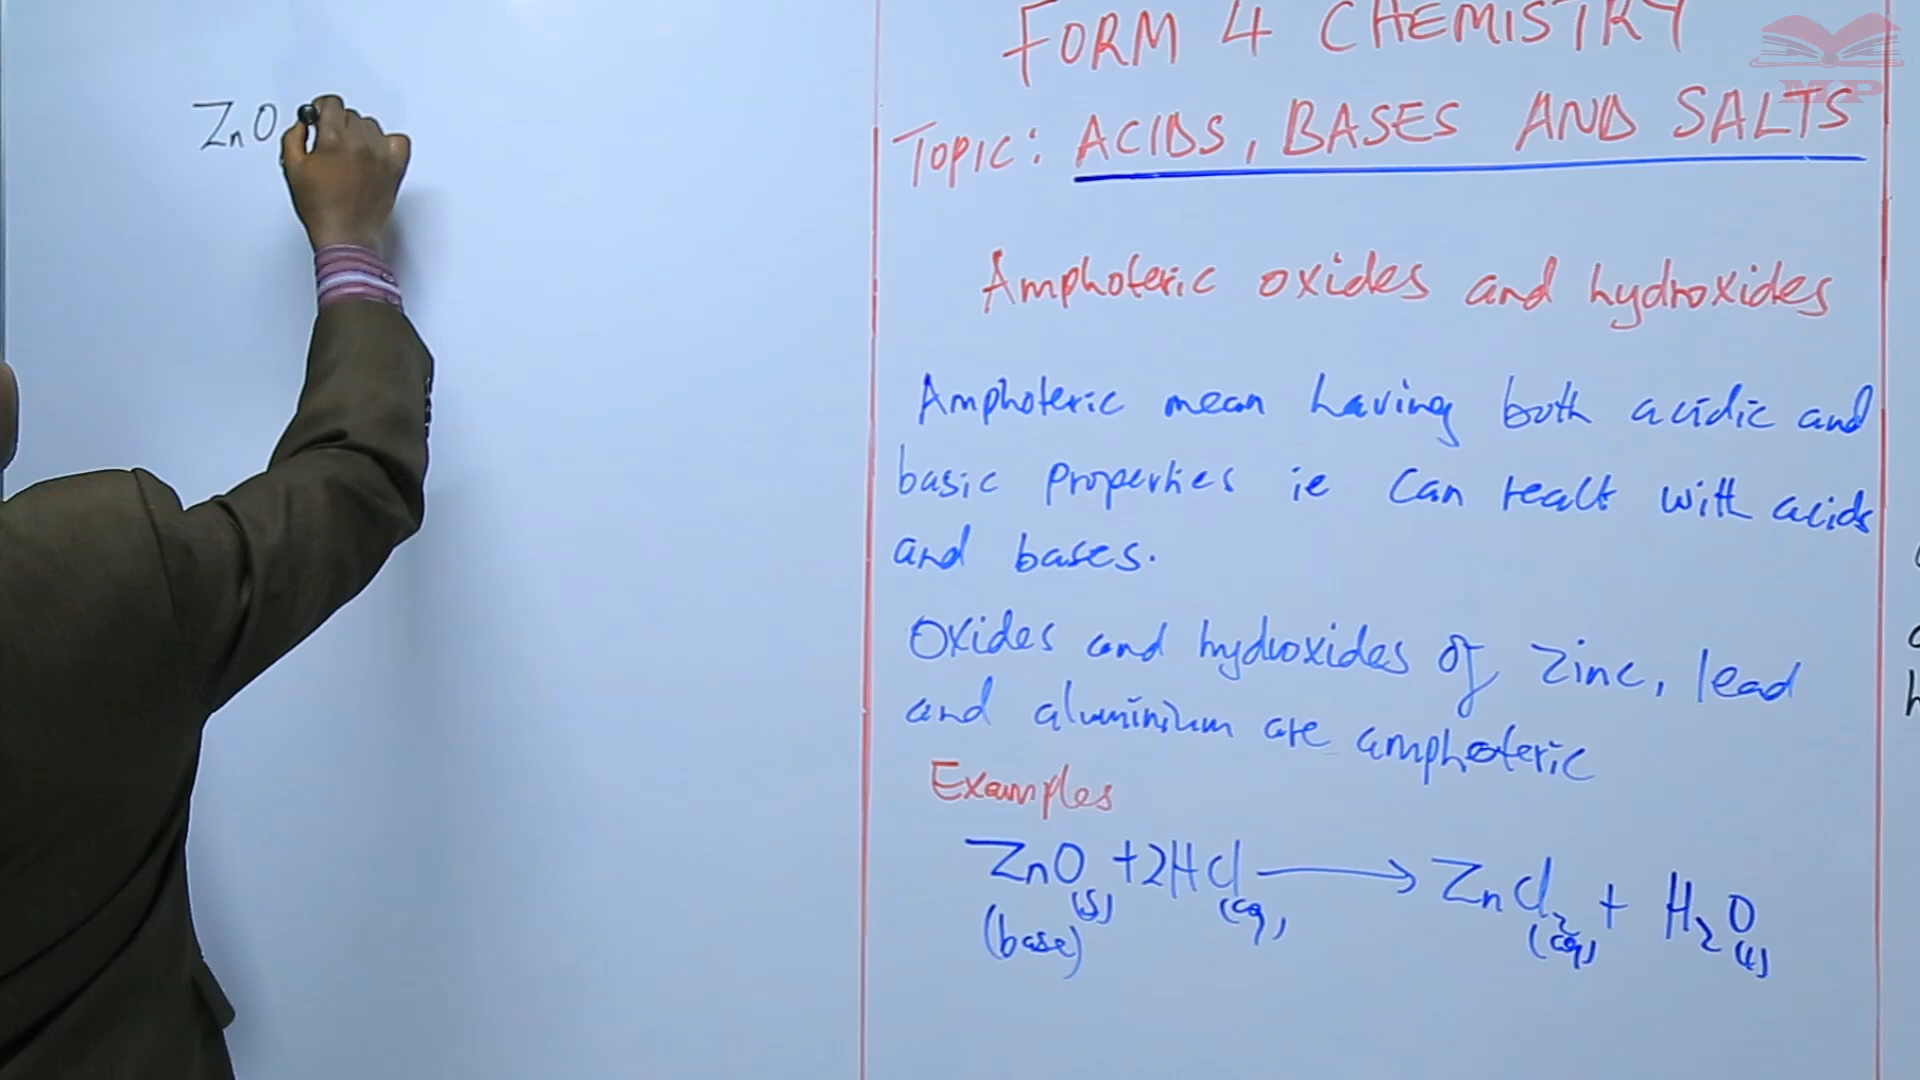 ZnO
FORM 4 CHEMISTRY
MP
TOPIC: ACIDS, BASES AND SALTS
Amphoteric oxides and hydroxides
Amphoteric mean having both acidic and
basic properties ie Can react with acids
and bases.
Oxides and hydroxides of Zinc, lead
and aluminium are amphoteric
Examples
ZnO(s) + 2HCl(aq) → ZnCl₂(aq) + H₂O(l)
(base)